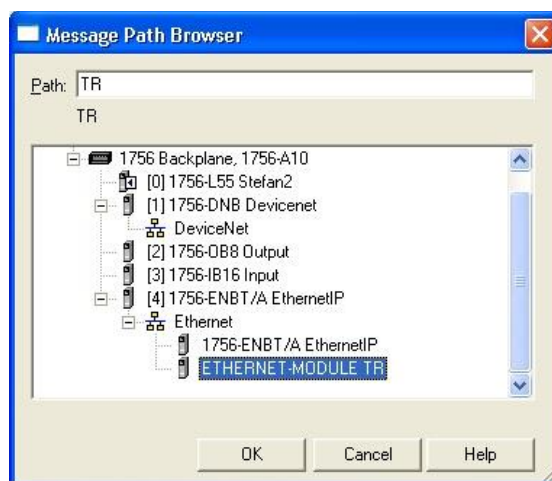 Message Path Browser
Path: TR
TR
1756 Backplane, 1756-A10
[0] 1756-L55 Stefan2
[1] 1756-DNB Devicenet
DeviceNet
[2] 1756-OB8 Output
[3] 1756-IB16 Input
[4] 1756-ENBT/A EthernetIP
Ethernet
1756-ENBT/A EthernetIP
ETHERNET-MODULE TR
OK Cancel Help